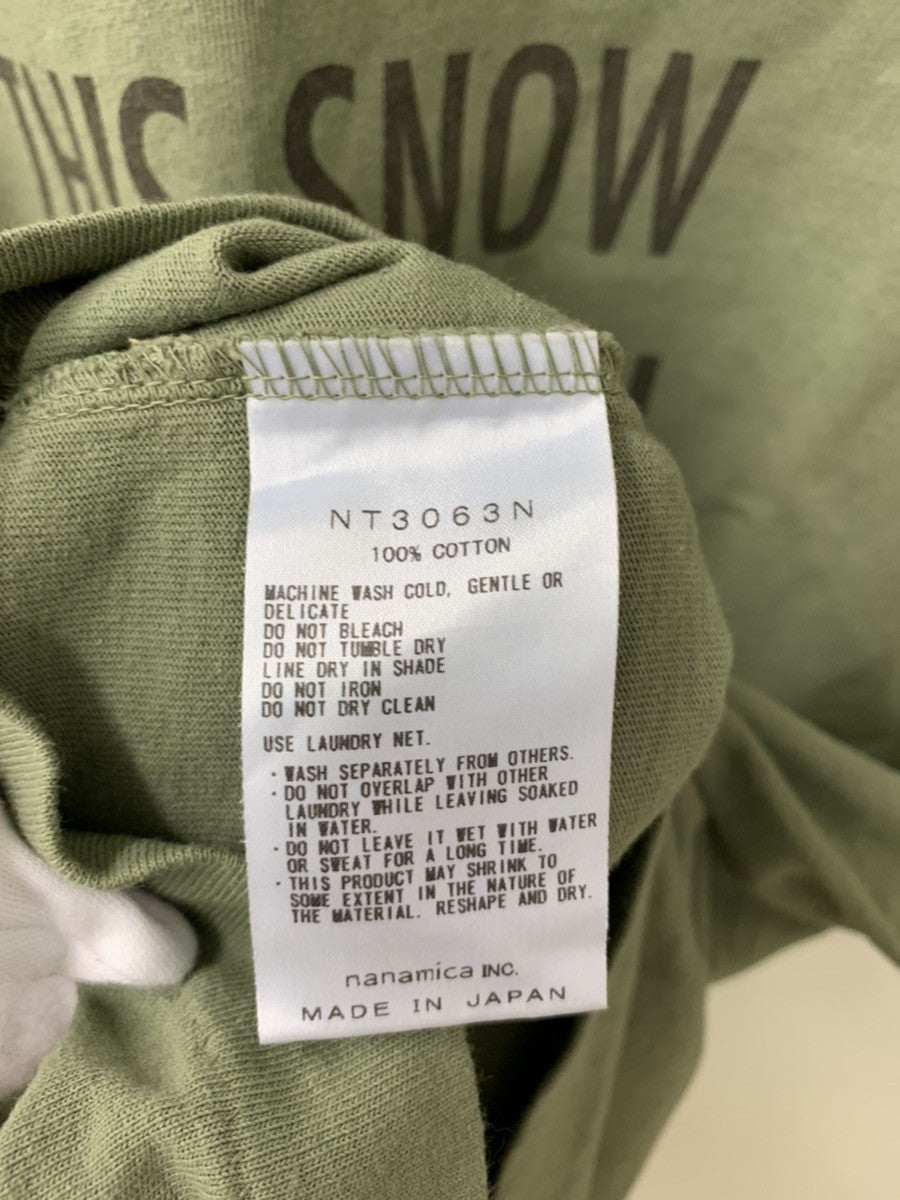 THIS SNOW
NT3063N
100% COTTON
MACHINE WASH COLD, GENTLE OR
DELICATE
DO NOT BLEACH
DO NOT TUMBLE DRY
LINE DRY IN SHADE
DO NOT IRON
DO NOT DRY CLEAN
USE LAUNDRY NET.
・WASH SEPARATELY FROM OTHERS.
・DO NOT OVERLAP WITH OTHER
LAUNDRY WHILE LEAVING SOAKED
IN WATER.
・DO NOT LEAVE IT WET WITH WATER
OR SWEAT FOR A LONG TIME.
・THIS PRODUCT MAY SHRINK TO
SOME EXTENT IN THE NATURE OF
THE MATERIAL. RESHAPE AND DRY.
nanamica INC.
MADE IN JAPAN